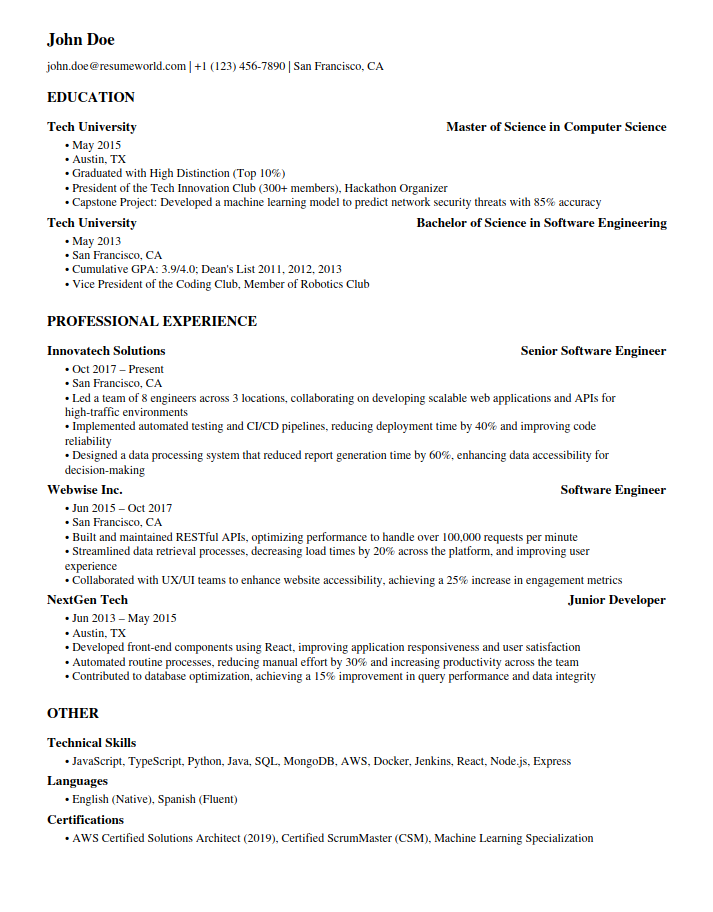 John Doe
john.doe@resumeworld.com | +1 (123) 456-7890 | San Francisco, CA
EDUCATION
Tech University Master of Science in Computer Science
• May 2015
• Austin, TX
• Graduated with High Distinction (Top 10%)
• President of the Tech Innovation Club (300+ members), Hackathon Organizer
• Capstone Project: Developed a machine learning model to predict network security threats with 85% accuracy
Tech University Bachelor of Science in Software Engineering
• May 2013
• San Francisco, CA
• Cumulative GPA: 3.9/4.0; Dean's List 2011, 2012, 2013
• Vice President of the Coding Club, Member of Robotics Club
PROFESSIONAL EXPERIENCE
Innovatech Solutions Senior Software Engineer
• Oct 2017 – Present
• San Francisco, CA
• Led a team of 8 engineers across 3 locations, collaborating on developing scalable web applications and APIs for
high-traffic environments
• Implemented automated testing and CI/CD pipelines, reducing deployment time by 40% and improving code
reliability
• Designed a data processing system that reduced report generation time by 60%, enhancing data accessibility for
decision-making
Webwise Inc. Software Engineer
• Jun 2015 – Oct 2017
• San Francisco, CA
• Built and maintained RESTful APIs, optimizing performance to handle over 100,000 requests per minute
• Streamlined data retrieval processes, decreasing load times by 20% across the platform, and improving user
experience
• Collaborated with UX/UI teams to enhance website accessibility, achieving a 25% increase in engagement metrics
NextGen Tech Junior Developer
• Jun 2013 – May 2015
• Austin, TX
• Developed front-end components using React, improving application responsiveness and user satisfaction
• Automated routine processes, reducing manual effort by 30% and increasing productivity across the team
• Contributed to database optimization, achieving a 15% improvement in query performance and data integrity
OTHER
Technical Skills
• JavaScript, TypeScript, Python, Java, SQL, MongoDB, AWS, Docker, Jenkins, React, Node.js, Express
Languages
• English (Native), Spanish (Fluent)
Certifications
• AWS Certified Solutions Architect (2019), Certified ScrumMaster (CSM), Machine Learning Specialization